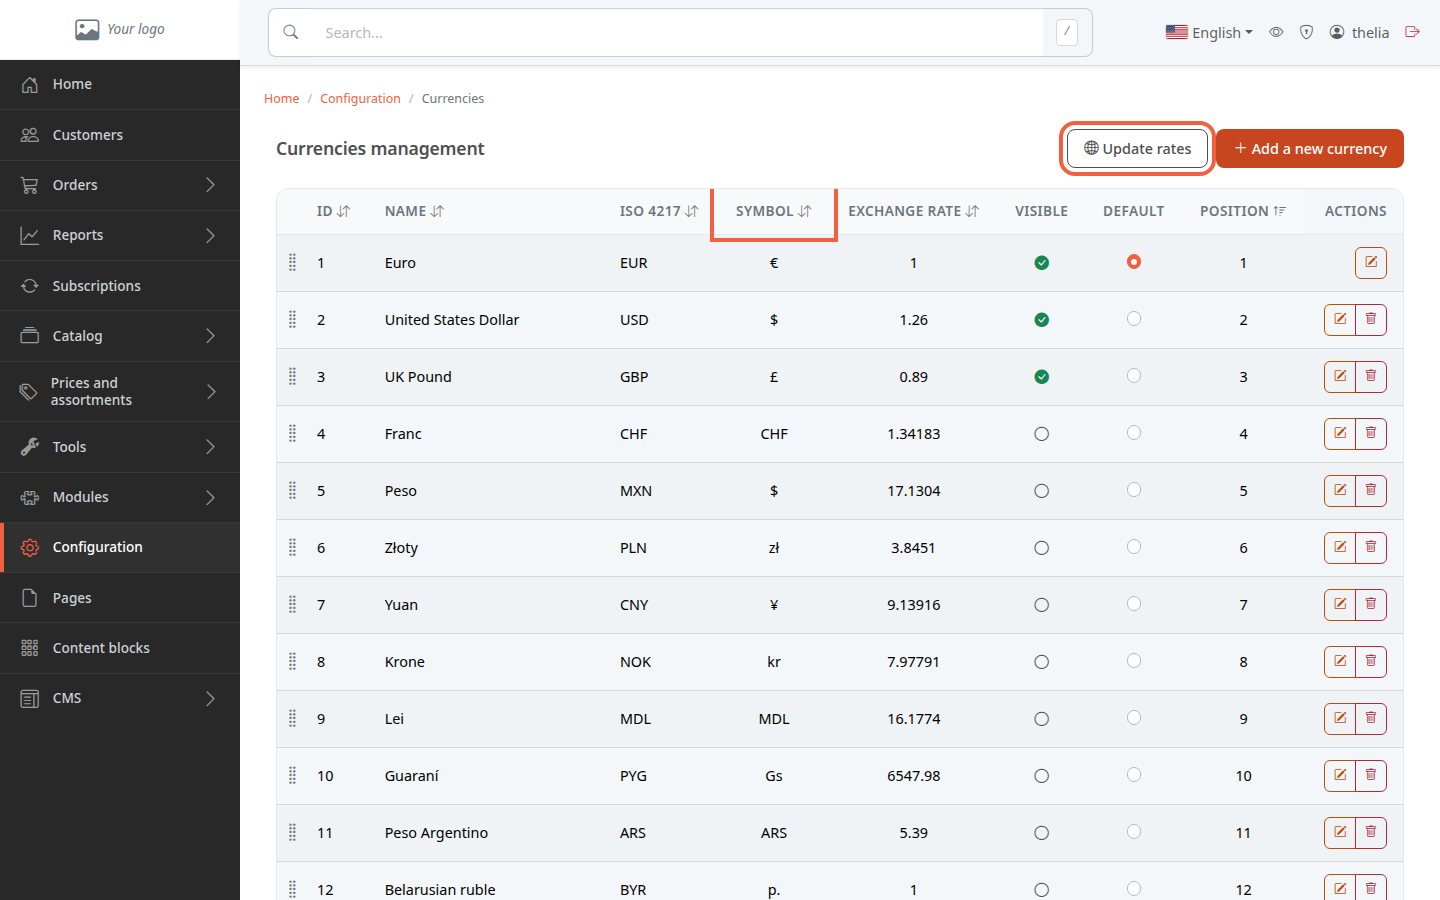 Your logo
Search...
/
English
thelia
Home
Customers
Orders
Reports
Subscriptions
Catalog
Prices and
assortments
Tools
Modules
Configuration
Pages
Content blocks
CMS
Home / Configuration / Currencies
Currencies management
Update rates
+ Add a new currency
ID NAME ISO 4217 SYMBOL EXCHANGE RATE VISIBLE DEFAULT POSITION ACTIONS
1 Euro EUR € 1 1
2 United States Dollar USD $ 1.26 2
3 UK Pound GBP £ 0.89 3
4 Franc CHF CHF 1.34183 4
5 Peso MXN $ 17.1304 5
6 Złoty PLN zł 3.8451 6
7 Yuan CNY ¥ 9.13916 7
8 Krone NOK kr 7.97791 8
9 Lei MDL MDL 16.1774 9
10 Guaraní PYG Gs 6547.98 10
11 Peso Argentino ARS ARS 5.39 11
12 Belarusian ruble BYR p. 1 12